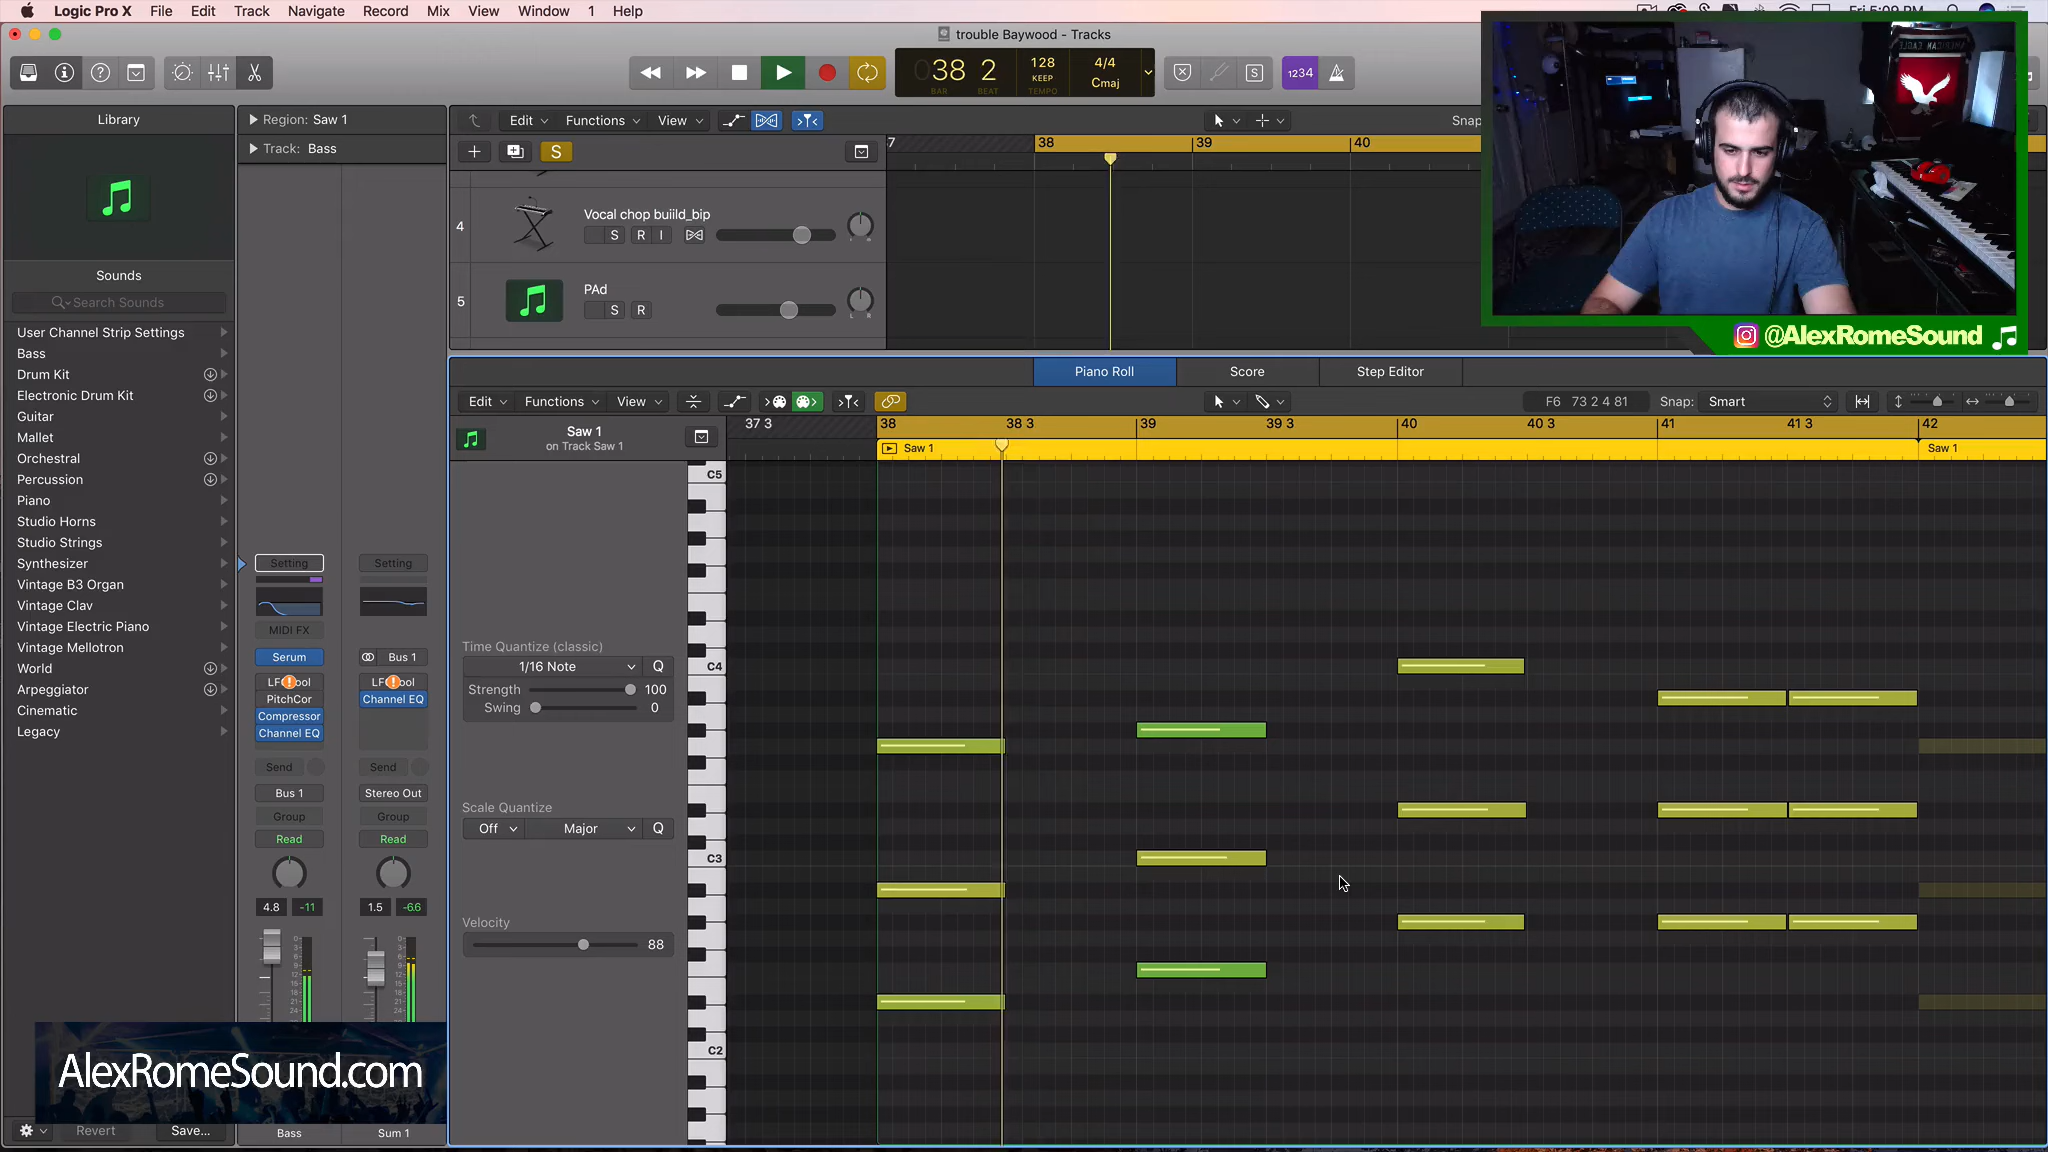 Logic Pro X File Edit Track Navigate Record Mix View Window 1 Help
Fri 5:09 PM
trouble Baywood - Tracks
38 2 128 4/4
KEEP Cmaj
BAR BEAT TEMPO
S 1234
AMERICAN EAGLE
Library
Region: Saw 1
Track: Bass
Edit Functions View
Snap
S
7 38 39 40
4 Vocal chop buiild_bip
S R I
L R
5 PAd
S R
L R
@AlexRomeSound
Sounds
Search Sounds
User Channel Strip Settings
Bass
Drum Kit
Electronic Drum Kit
Guitar
Mallet
Orchestral
Percussion
Piano
Studio Horns
Studio Strings
Synthesizer
Vintage B3 Organ
Vintage Clav
Vintage Electric Piano
Vintage Mellotron
World
Arpeggiator
Cinematic
Legacy
Setting Setting
MIDI FX
Serum Bus 1
PitchCor Channel EQ
Compressor
Channel EQ
Send Send
Bus 1 Stereo Out
Group Group
Read Read
4.8 -11 1.5 -6.6
Piano Roll Score Step Editor
Edit Functions View
F6 73 2 4 81 Snap: Smart
Saw 1
on Track Saw 1
37 3 38 38 3 39 39 3 40 40 3 41 41 3 42
Saw 1 Saw 1
C5
C4
C3
C2
Time Quantize (classic)
1/16 Note Q
Strength 100
Swing 0
Scale Quantize
Off Major Q
Velocity
88
AlexRomeSound.com
Revert Save...
Bass Sum 1